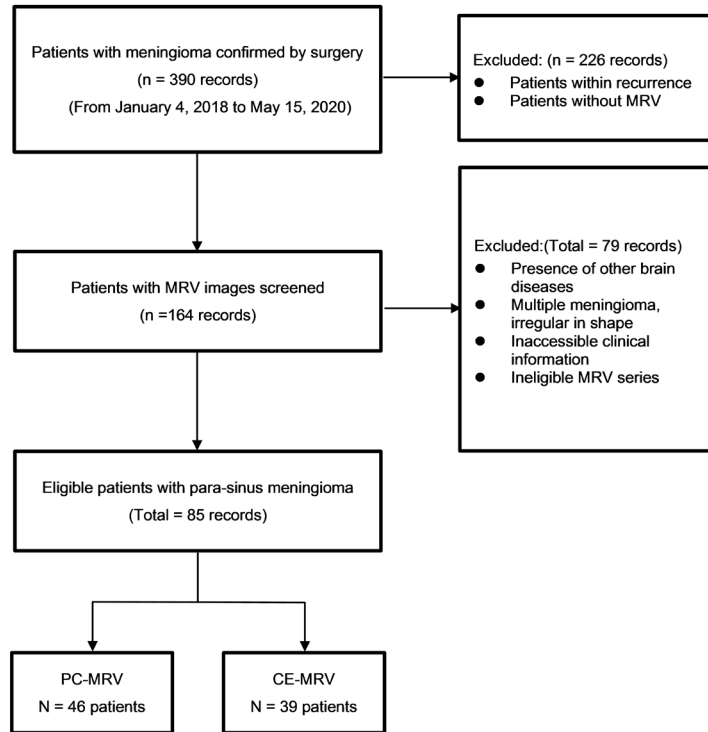 Patients with meningioma confirmed by surgery
(n = 390 records)
(From January 4, 2018 to May 15, 2020)
Excluded: (n = 226 records)
● Patients within recurrence
● Patients without MRV
Patients with MRV images screened
(n =164 records)
Excluded:(Total = 79 records)
● Presence of other brain
diseases
● Multiple meningioma,
irregular in shape
● Inaccessible clinical
information
● Ineligible MRV series
Eligible patients with para-sinus meningioma
(Total = 85 records)
PC-MRV
N = 46 patients
CE-MRV
N = 39 patients